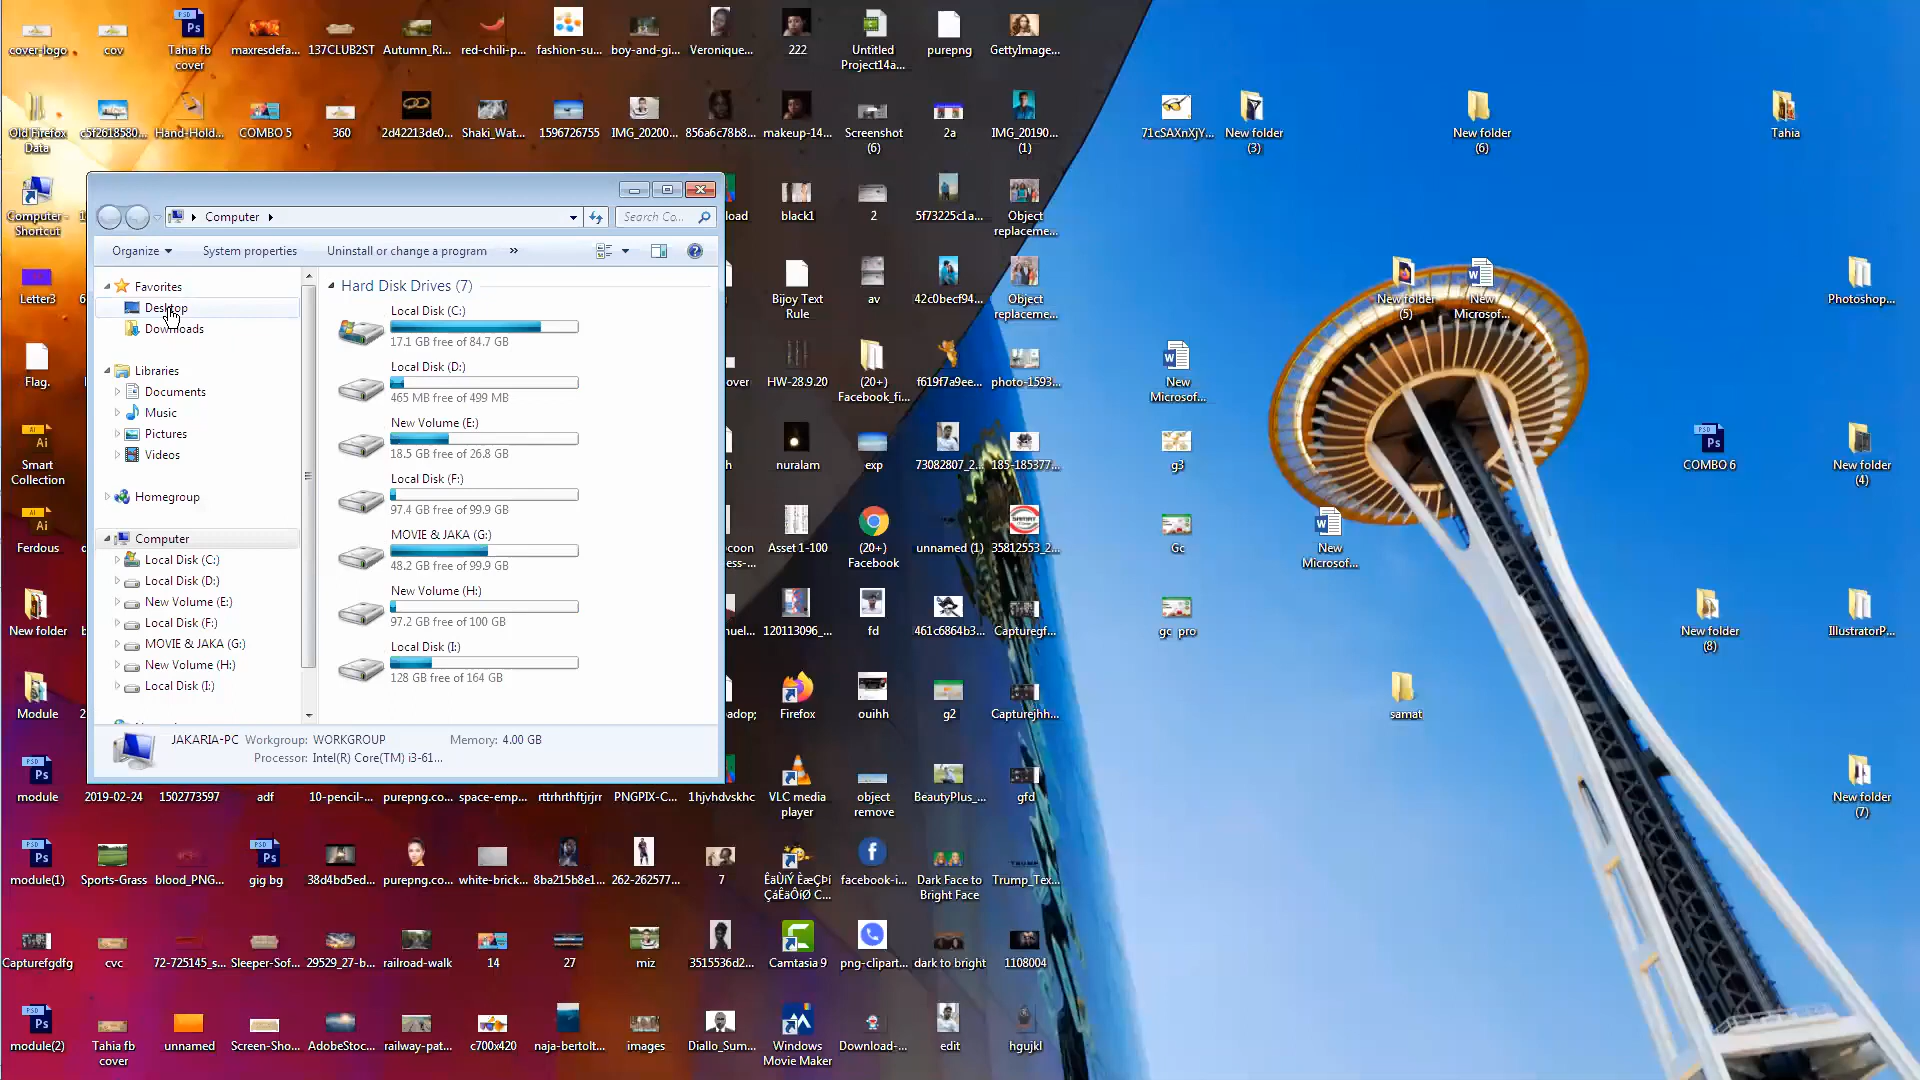 cover-logo
cov
Tahia fb
cover
maxresdefa...
137CLUB2ST
Autumn_Ri...
red-chili-p...
fashion-su...
boy-and-gi...
Veronique...
222
Untitled
Project14a...
purepng
GettyImage...
Old Firefox
Data
c5f2618580...
Hand-Hold...
COMBO 5
360
2d42213de0...
Shaki_Wat...
1596726755
IMG_20200...
856a6c78b8...
makeup-14...
Screenshot
(6)
2a
IMG_20190...
(1)
71cSAXnXjY...
New folder
(3)
New folder
(6)
Tahia
Computer -
Shortcut
load
black1
2
5f73225c1a...
Object
replaceme...
Computer
Search Co...
Organize
System properties
Uninstall or change a program
»
Favorites
Desktop
Downloads
Libraries
Documents
Music
Pictures
Videos
Homegroup
Computer
Local Disk (C:)
Local Disk (D:)
New Volume (E:)
Local Disk (F:)
MOVIE & JAKA (G:)
New Volume (H:)
Local Disk (I:)
Hard Disk Drives (7)
Local Disk (C:)
17.1 GB free of 84.7 GB
Local Disk (D:)
465 MB free of 499 MB
New Volume (E:)
18.5 GB free of 26.8 GB
Local Disk (F:)
97.4 GB free of 99.9 GB
MOVIE & JAKA (G:)
48.2 GB free of 99.9 GB
New Volume (H:)
97.2 GB free of 100 GB
Local Disk (I:)
128 GB free of 164 GB
JAKARIA-PC Workgroup: WORKGROUP Memory: 4.00 GB
Processor: Intel(R) Core(TM) i3-61...
Letter3
Bijoy Text
Rule
av
42c0becf94...
Object
replaceme...
New folder
(5)
New
Microsof...
Photoshop...
Flag.
over
HW-28.9.20
(20+)
Facebook_fi...
f619f7a9ee...
photo-1593...
New
Microsof...
Smart
Collection
nuralam
exp
73082807_2...
185-185377...
g3
COMBO 6
New folder
(4)
Ferdous
Asset 1-100
(20+)
Facebook
unnamed (1)
35812553_2...
Gc
New
Microsof...
New folder
120113096_...
fd
461c6864b3...
Capturegf...
gc pro
New folder
(8)
IllustratorP...
Module
Firefox
ouihh
g2
Capturejhh...
samat
module
2019-02-24
1502773597
adf
10-pencil-...
purepng.co...
space-emp...
rttrhrthftjrjrr
PNGPIX-C...
1hjvhdvskhc
VLC media
player
object
remove
BeautyPlus_...
gfd
New folder
(7)
module(1)
Sports-Grass
blood_PNG...
gig bg
38d4bd5ed...
purepng.co...
white-brick...
8ba215b8e1...
262-262577...
7
ÊäÙíÝ ÈæÇÞí
ÇáÊäÔíØ C...
facebook-i...
Dark Face to
Bright Face
Trump_Tex...
Capturefgdfg
cvc
72-725145_s...
Sleeper-Sof...
29529_27-b...
railroad-walk
14
27
miz
3515536d2...
Camtasia 9
png-clipart...
dark to bright
1108004
module(2)
Tahia fb
cover
unnamed
Screen-Sho...
AdobeStoc...
railway-pat...
c700x420
naja-bertolt...
images
Diallo_Sum...
Windows
Movie Maker
Download-...
edit
hgujkl